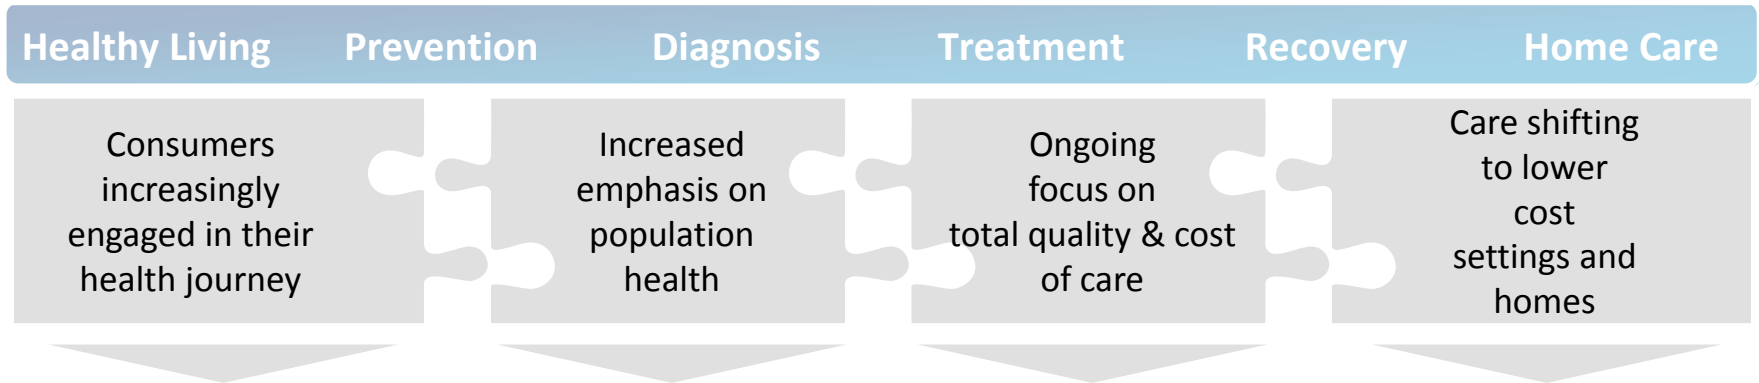 Healthy Living Prevention Diagnosis Treatment Recovery Home Care
Consumers
increasingly
engaged in their
health journey
Increased
emphasis on
population
health
Ongoing
focus on
total quality & cost
of care
Care shifting
to lower
cost
settings and
homes